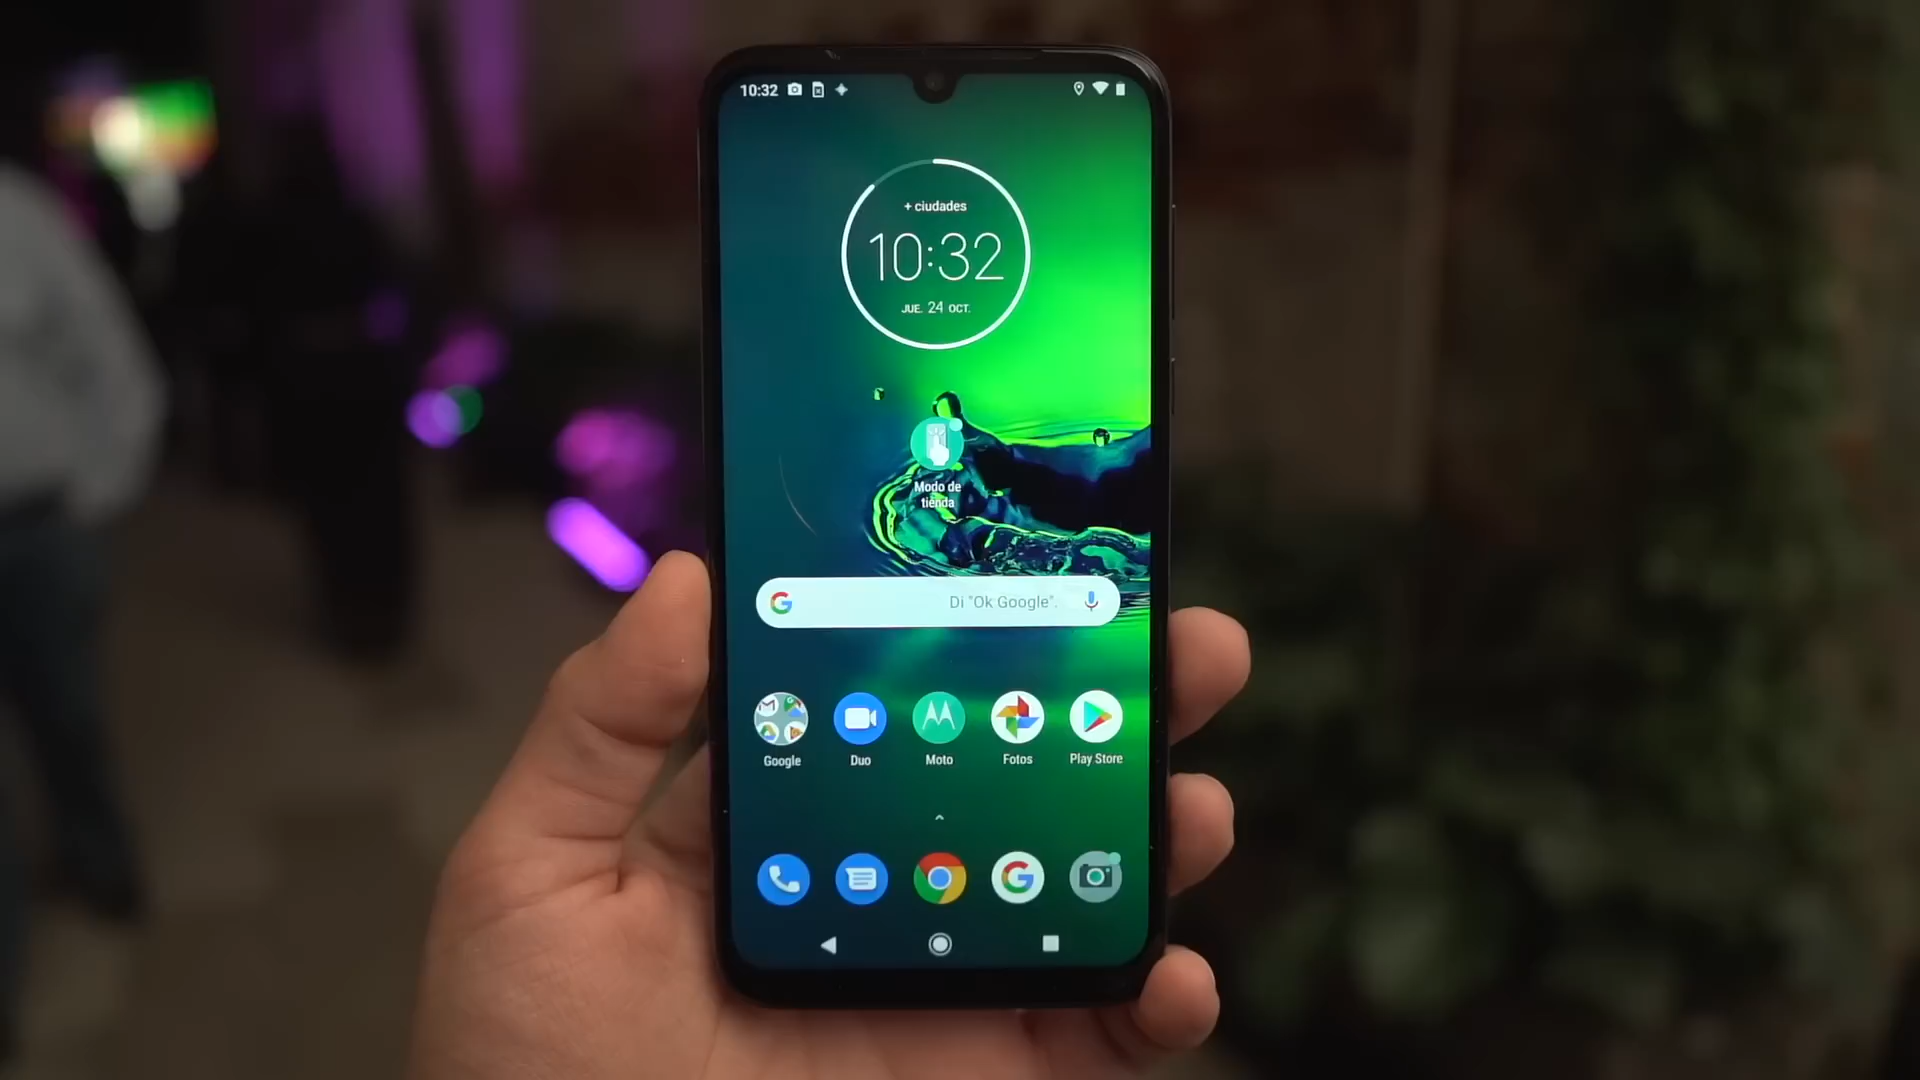 10:32
+ ciudades
10:32
JUE. 24 OCT.
Modo de
tienda
Di "Ok Google".
Google
Duo
Moto
Fotos
Play Store